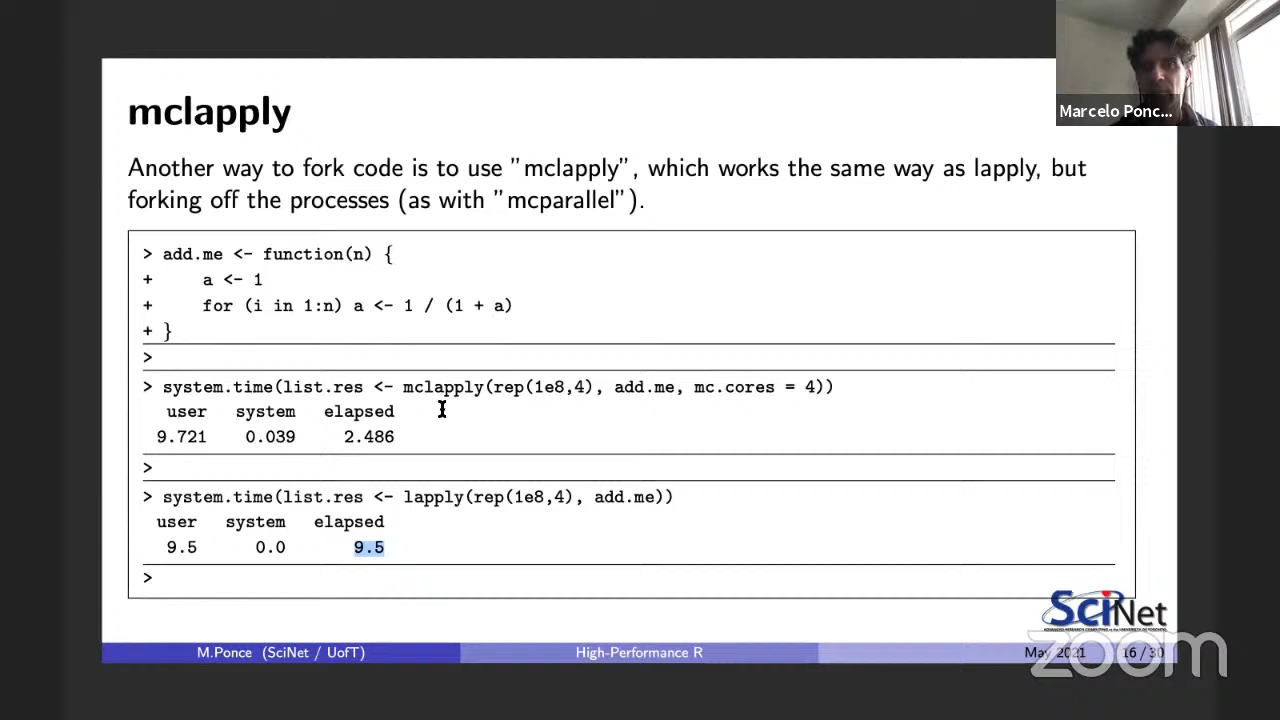 Marcelo Ponc...
mclapply
Another way to fork code is to use "mclapply", which works the same way as lapply, but
forking off the processes (as with "mcparallel").
> add.me <- function(n) {
+     a <- 1
+     for (i in 1:n) a <- 1 / (1 + a)
+ }
>
> system.time(list.res <- mclapply(rep(1e8,4), add.me, mc.cores = 4))
user system elapsed
9.721 0.039 2.486
>
> system.time(list.res <- lapply(rep(1e8,4), add.me))
user system elapsed
9.5 0.0 9.5
>
SciNet
M.Ponce (SciNet / UofT) High-Performance R May 2021 16 / 30
zoom